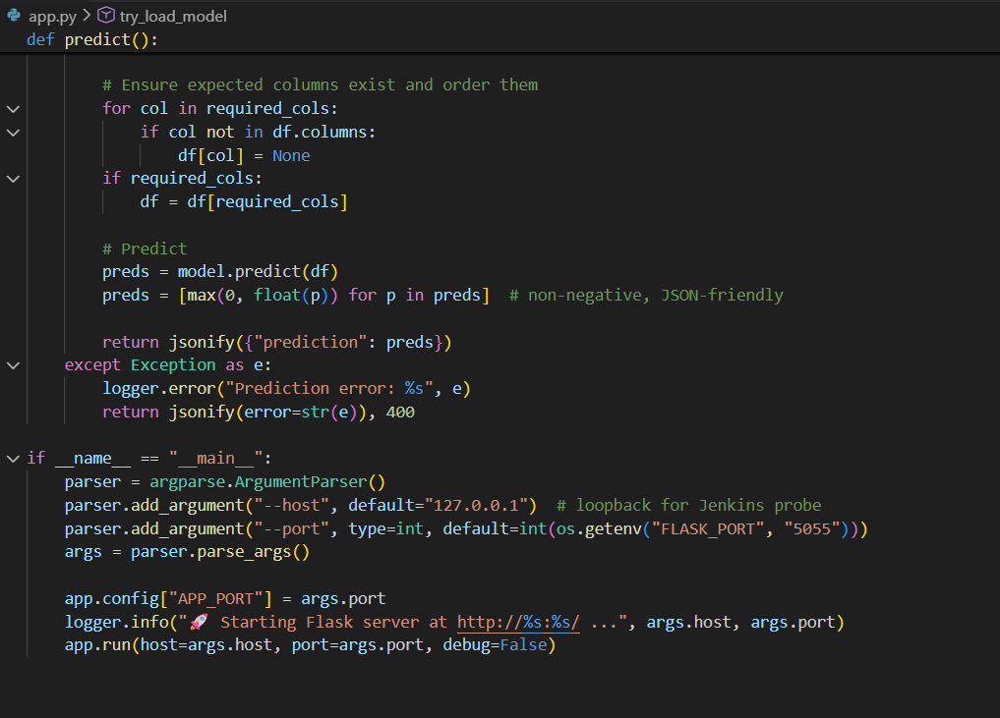 app.py > try_load_model
def predict():
# Ensure expected columns exist and order them
for col in required_cols:
if col not in df.columns:
df[col] = None
if required_cols:
df = df[required_cols]
# Predict
preds = model.predict(df)
preds = [max(0, float(p)) for p in preds]  # non-negative, JSON-friendly
return jsonify({"prediction": preds})
except Exception as e:
logger.error("Prediction error: %s", e)
return jsonify(error=str(e)), 400
if __name__ == "__main__":
parser = argparse.ArgumentParser()
parser.add_argument("--host", default="127.0.0.1")  # loopback for Jenkins probe
parser.add_argument("--port", type=int, default=int(os.getenv("FLASK_PORT", "5055")))
args = parser.parse_args()
app.config["APP_PORT"] = args.port
logger.info("🚀 Starting Flask server at http://%s:%s/ ...", args.host, args.port)
app.run(host=args.host, port=args.port, debug=False)